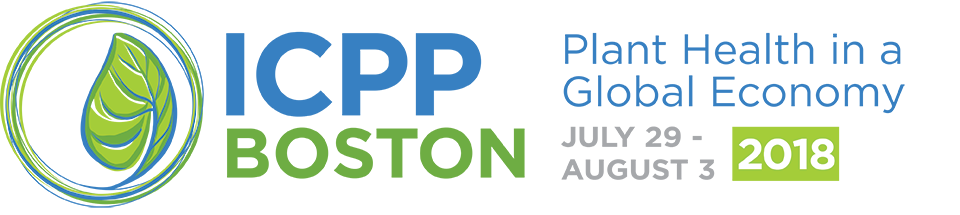 ICPP
BOSTON
Plant Health in a
Global Economy
JULY 29 -
AUGUST 3
2018